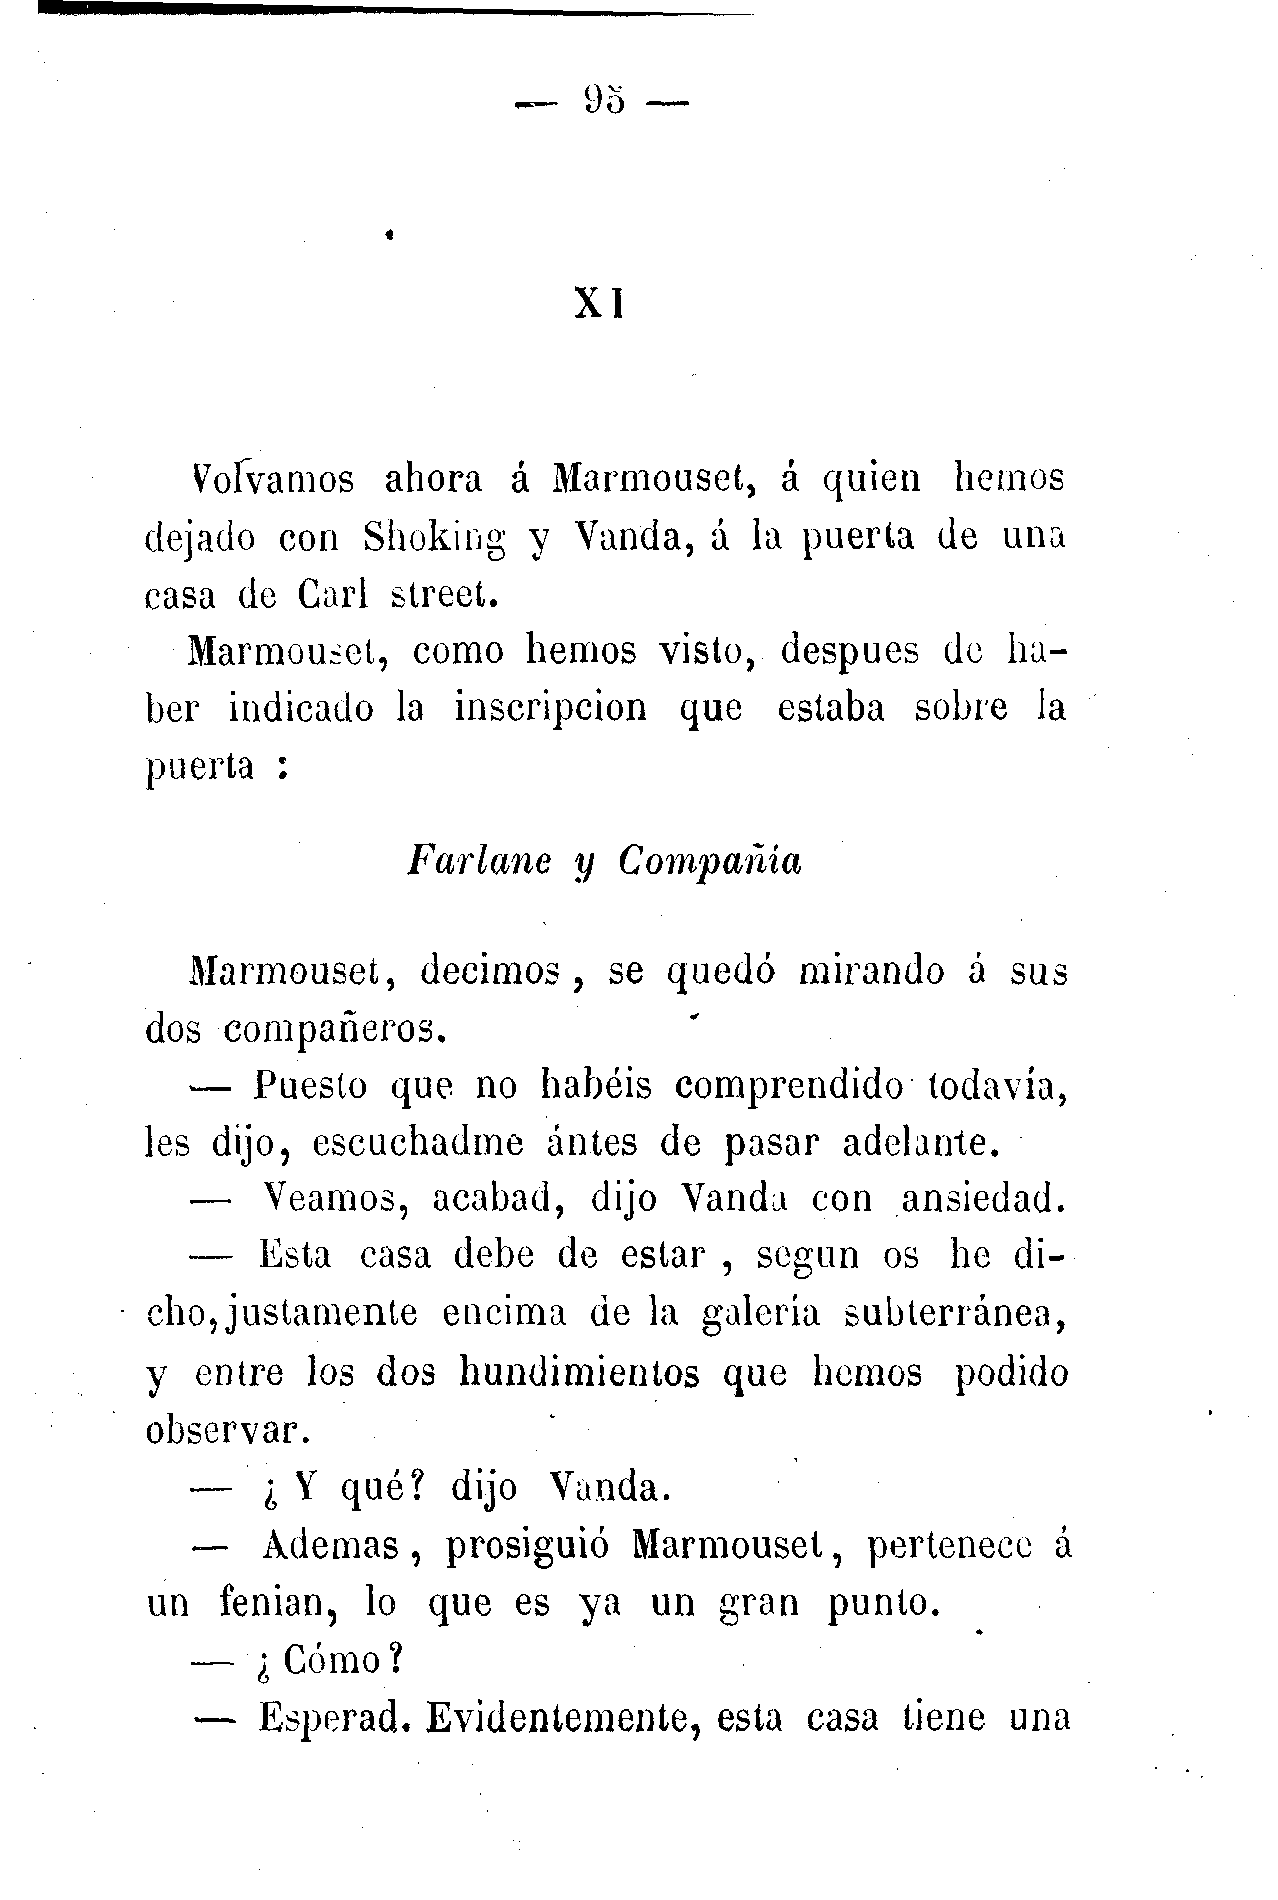 — 95 —
XI
Volvamos ahora á Marmouset, á quien hemos
dejado con Shoking y Vanda, á la puerta de una
casa de Carl street.
Marmouset, como hemos visto, despues de ha-
ber indicado la inscripcion que estaba sobre la
puerta :
Farlane y Compañia
Marmouset, decimos , se quedó mirando á sus
dos compañeros.
— Puesto que no habéis comprendido todavía,
les dijo, escuchadme ántes de pasar adelante.
— Veamos, acabad, dijo Vanda con ansiedad.
— Esta casa debe de estar , segun os he di-
cho, justamente encima de la galería subterránea,
y entre los dos hundimientos que hemos podido
observar.
— ¿ Y qué? dijo Vanda.
— Ademas , prosiguió Marmouset, pertenece á
un fenian, lo que es ya un gran punto.
— ¿ Cómo ?
— Esperad. Evidentemente, esta casa tiene una